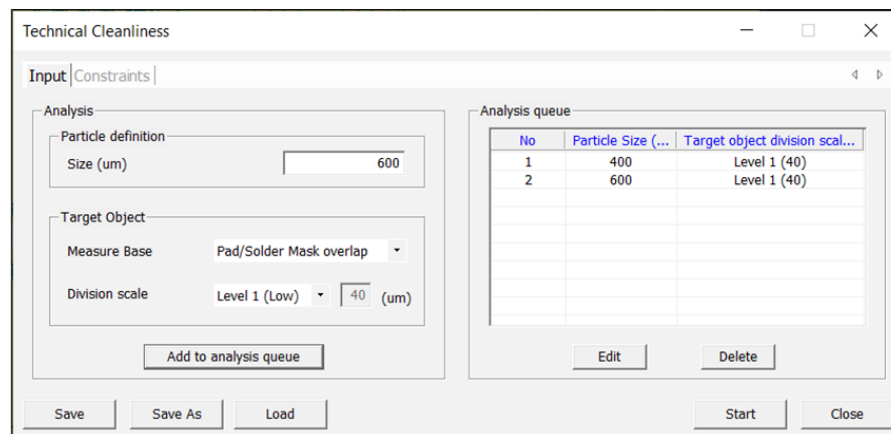 Technical Cleanliness
Input Constraints
Analysis
Particle definition
Size (um) 600
Target Object
Measure Base Pad/Solder Mask overlap
Division scale Level 1 (Low) 40 (um)
Add to analysis queue
Analysis queue
No Particle Size (... Target object division scal...
1 400 Level 1 (40)
2 600 Level 1 (40)
Edit Delete
Save Save As Load Start Close